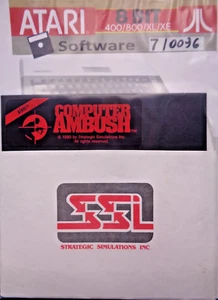 ATARI
400/800/XL/XE
Software
7/0036
COMPUTER
AMBUSH
SSI
STRATEGIC SIMULATIONS INC.